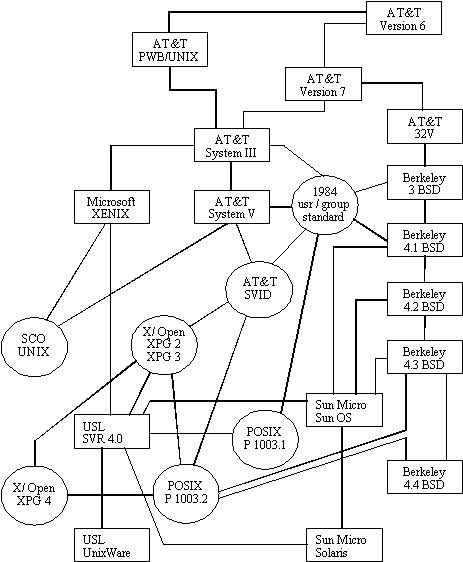 AT&T
Version 6
AT&T
PWB/UNIX
AT&T
Version 7
AT&T
32V
AT&T
System III
Berkeley
3 BSD
Microsoft
XENIX
AT&T
System V
1984
usr / group
standard
Berkeley
4.1 BSD
AT&T
SVID
Berkeley
4.2 BSD
SCO
UNIX
X/ Open
XPG 2
XPG 3
Berkeley
4.3 BSD
USL
SVR 4.0
POSIX
P 1003.1
Sun Micro
Sun OS
X/ Open
XPG 4
POSIX
P 1003.2
Berkeley
4.4 BSD
USL
UnixWare
Sun Micro
Solaris